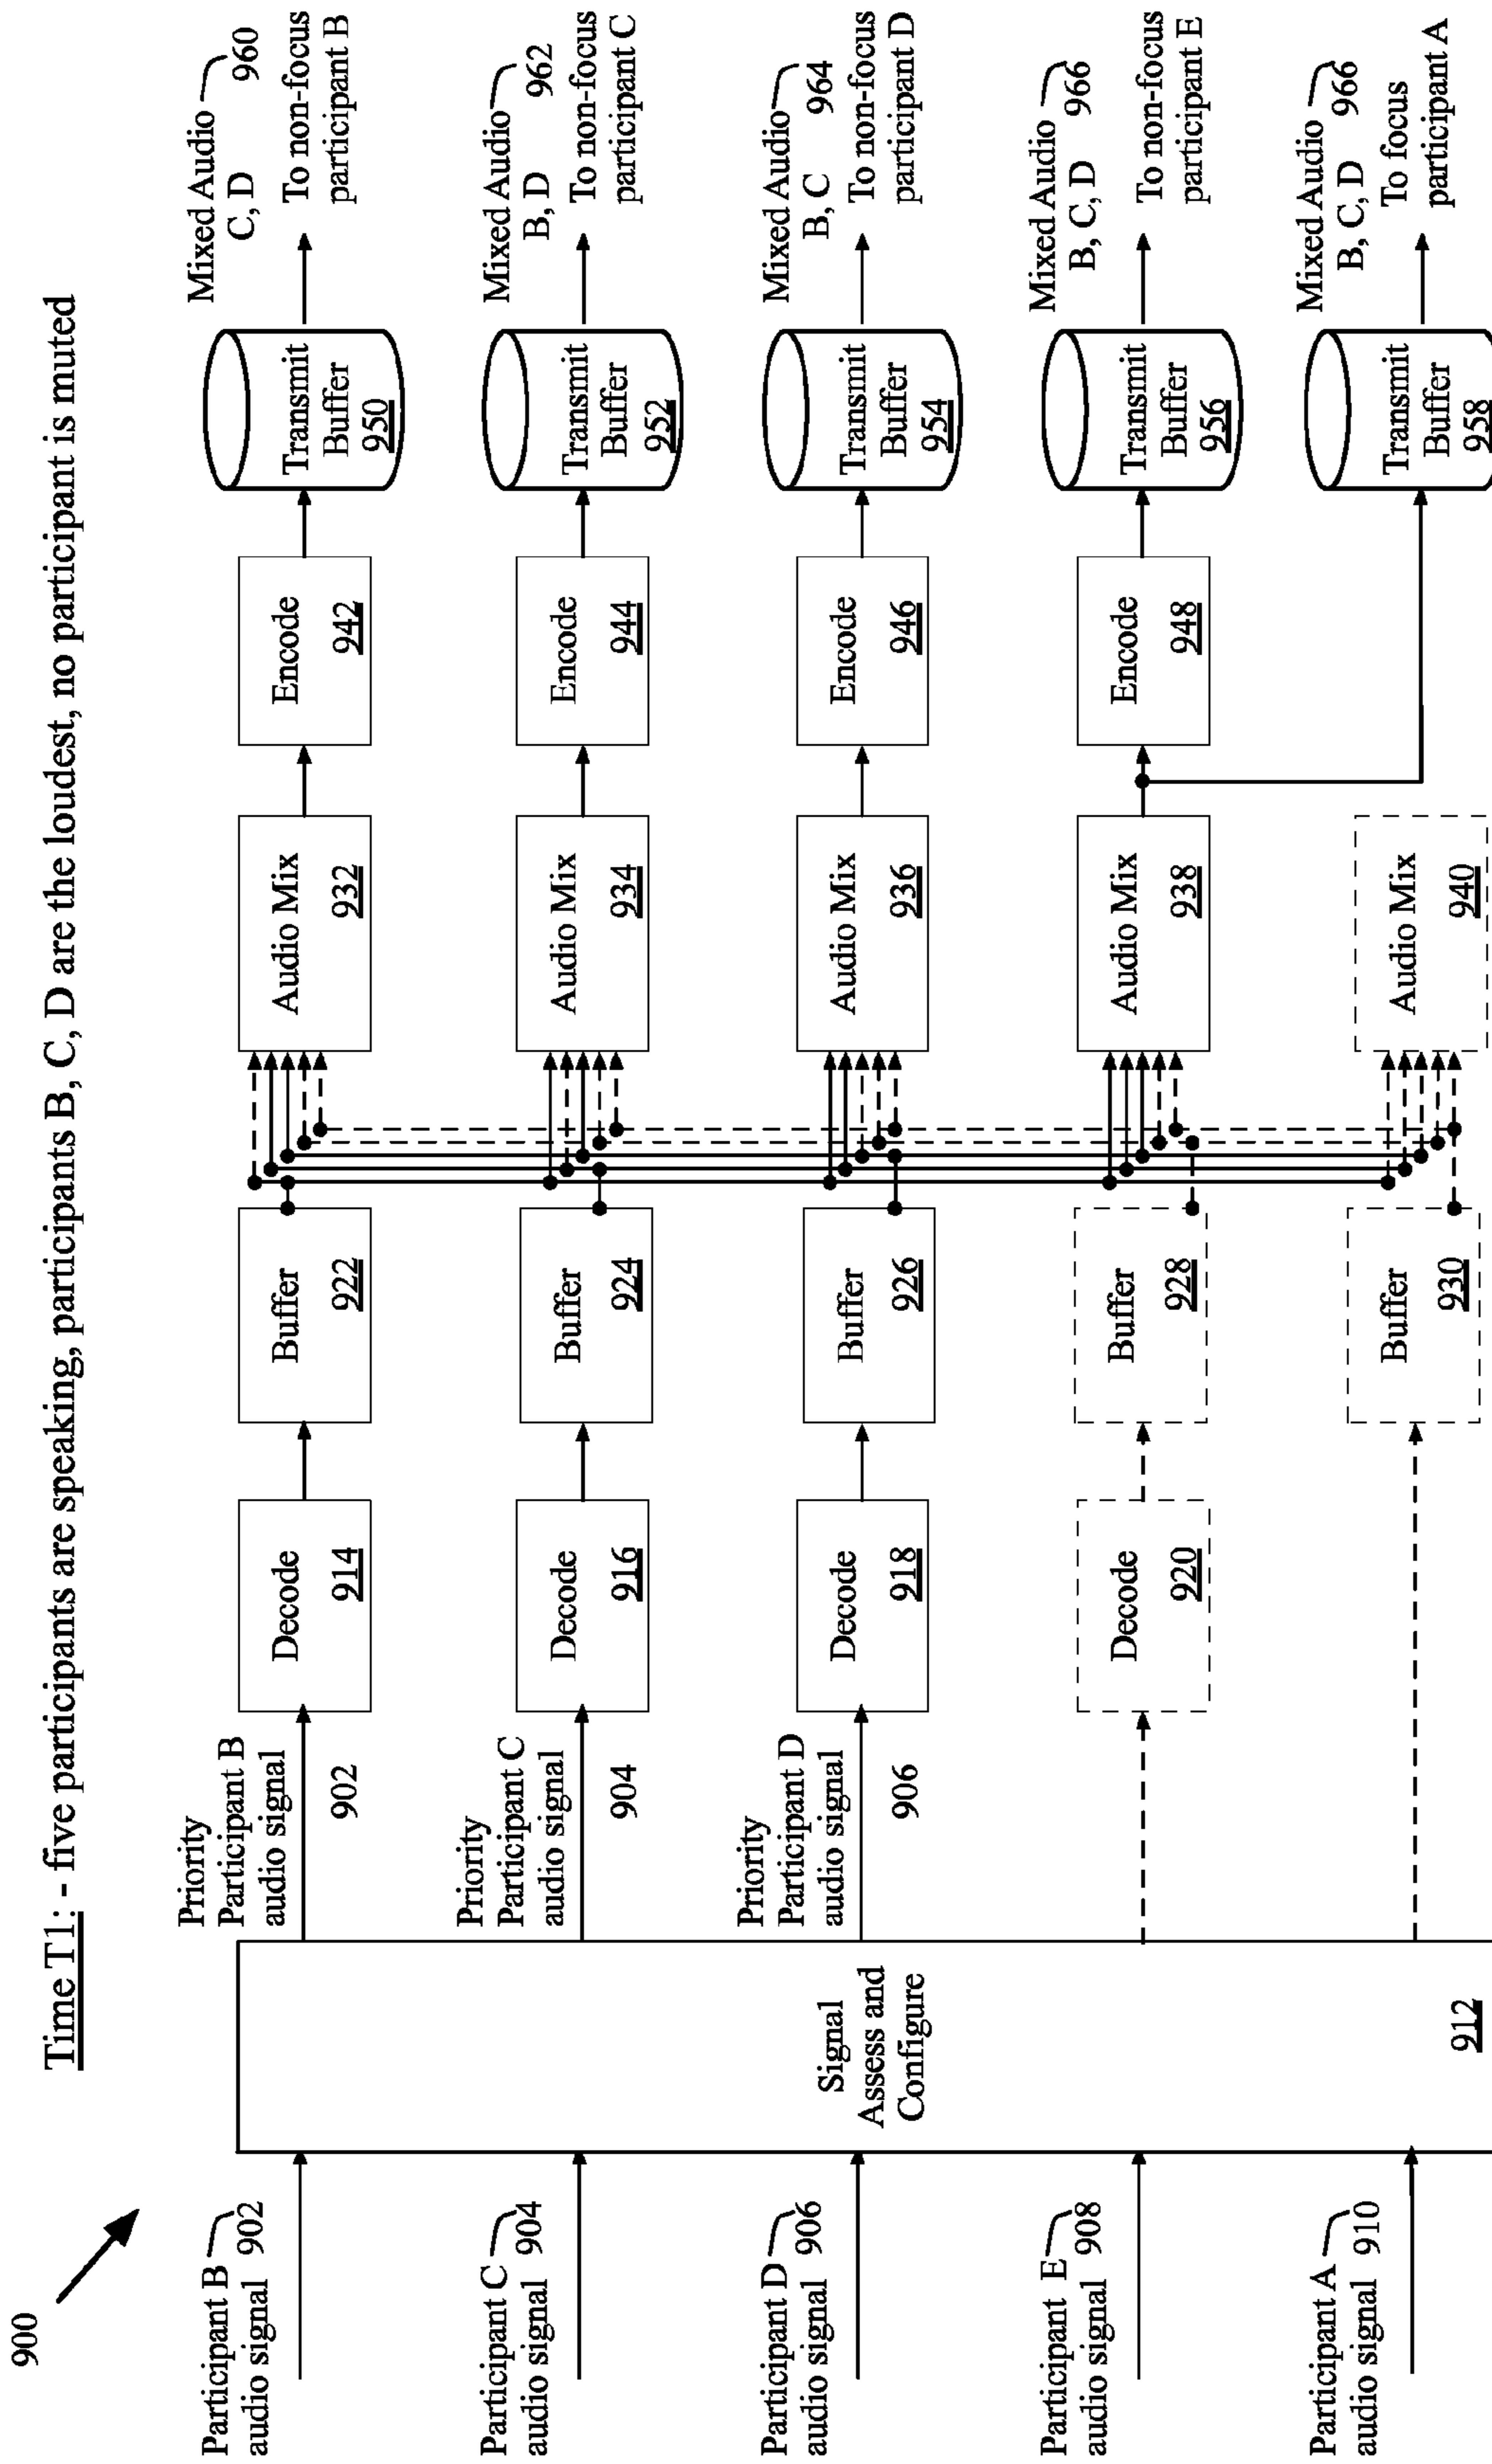 900
Time T1: - five participants are speaking, participants B, C, D are the loudest, no participant is muted
Participant B
audio signal 902
Participant C
audio signal 904
Participant D
audio signal 906
Participant E
audio signal 908
Participant A
audio signal 910
Signal
Assess and
Configure
912
Priority
Participant B
audio signal
902
Priority
Participant C
audio signal
904
Priority
Participant D
audio signal
906
Decode
914
Decode
916
Decode
918
Decode
920
Buffer
922
Buffer
924
Buffer
926
Buffer
928
Buffer
930
Audio Mix
932
Audio Mix
934
Audio Mix
936
Audio Mix
938
Audio Mix
940
Encode
942
Encode
944
Encode
946
Encode
948
Transmit
Buffer
950
Transmit
Buffer
952
Transmit
Buffer
954
Transmit
Buffer
956
Transmit
Buffer
958
Mixed Audio
C, D 960
To non-focus
participant B
Mixed Audio
B, D 962
To non-focus
participant C
Mixed Audio
B, C 964
To non-focus
participant D
Mixed Audio
B, C, D 966
To non-focus
participant E
Mixed Audio
B, C, D 966
To focus
participant A